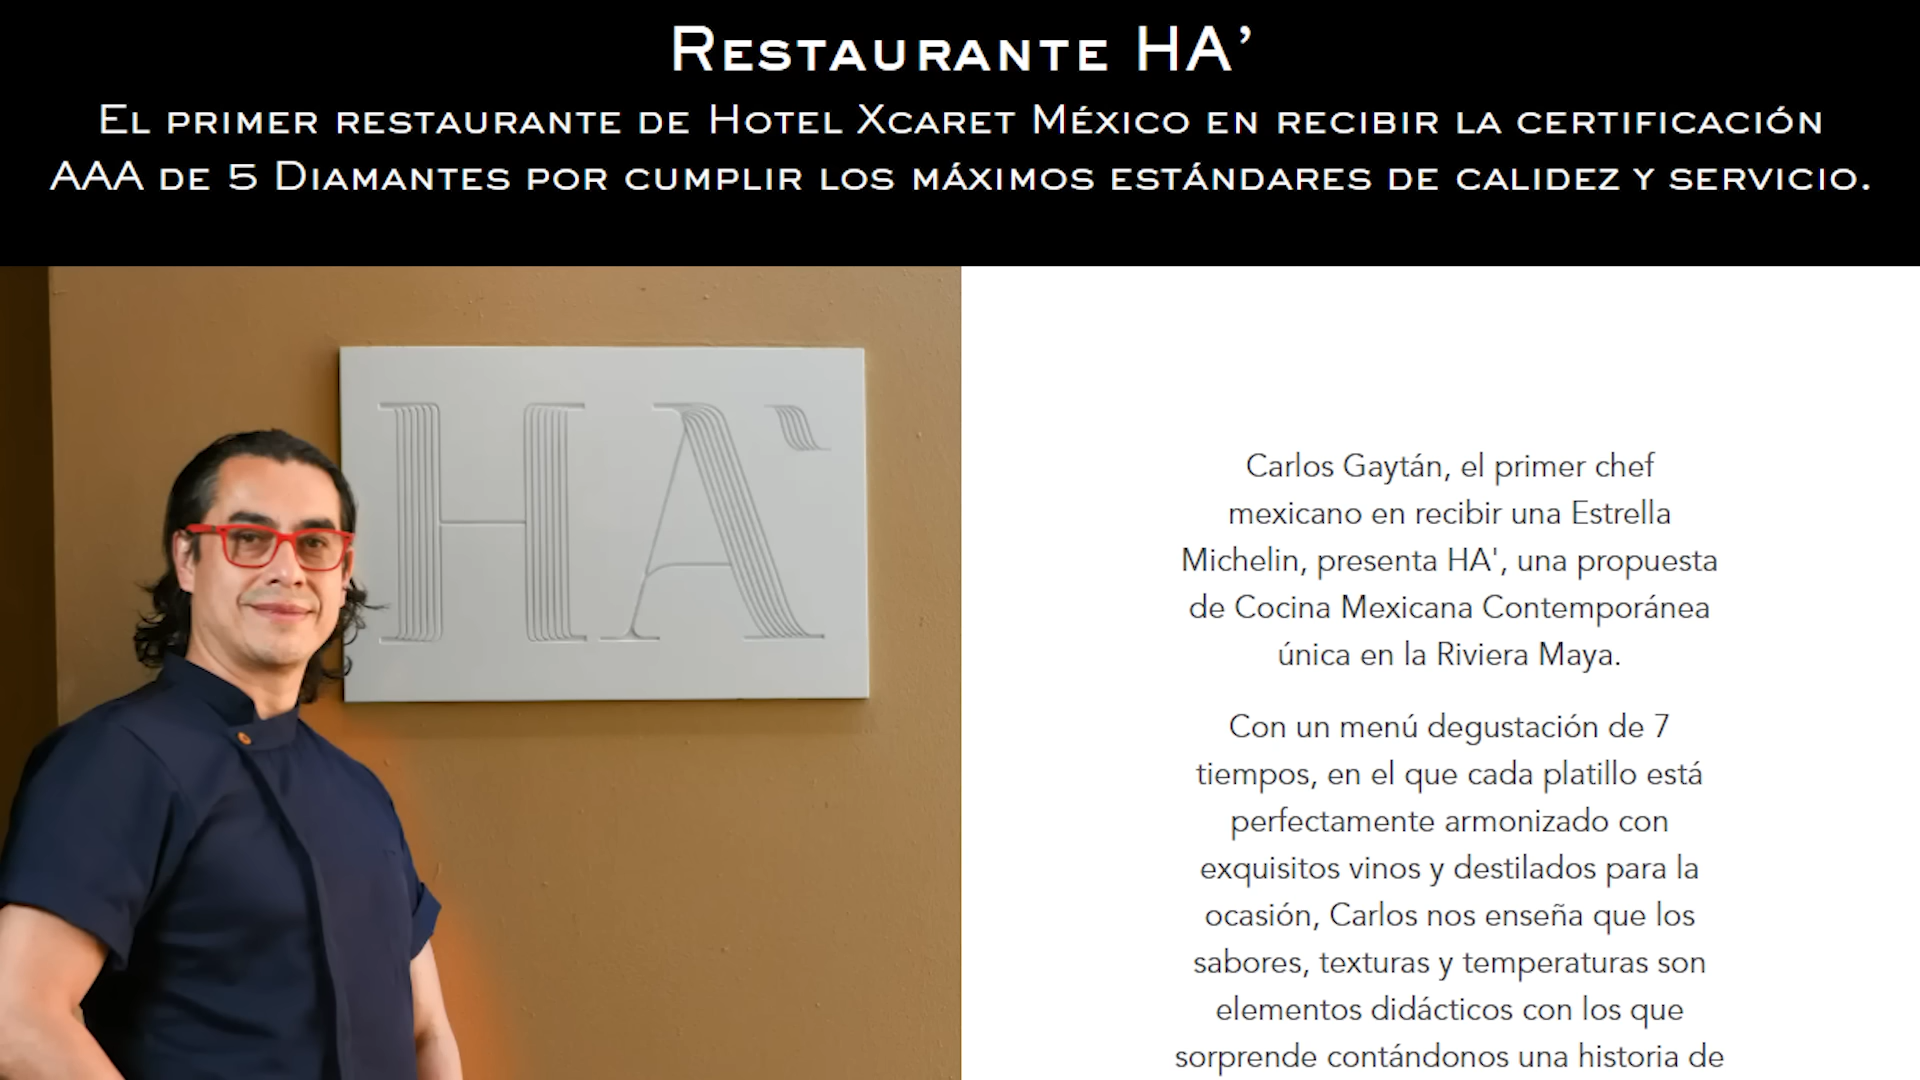 RESTAURANTE HA’
EL PRIMER RESTAURANTE DE HOTEL XCARET MÉXICO EN RECIBIR LA CERTIFICACIÓN
AAA DE 5 DIAMANTES POR CUMPLIR LOS MÁXIMOS ESTÁNDARES DE CALIDEZ Y SERVICIO.
HA`
Carlos Gaytán, el primer chef
mexicano en recibir una Estrella
Michelin, presenta HA', una propuesta
de Cocina Mexicana Contemporánea
única en la Riviera Maya.
Con un menú degustación de 7
tiempos, en el que cada platillo está
perfectamente armonizado con
exquisitos vinos y destilados para la
ocasión, Carlos nos enseña que los
sabores, texturas y temperaturas son
elementos didácticos con los que
sorprende contándonos una historia de